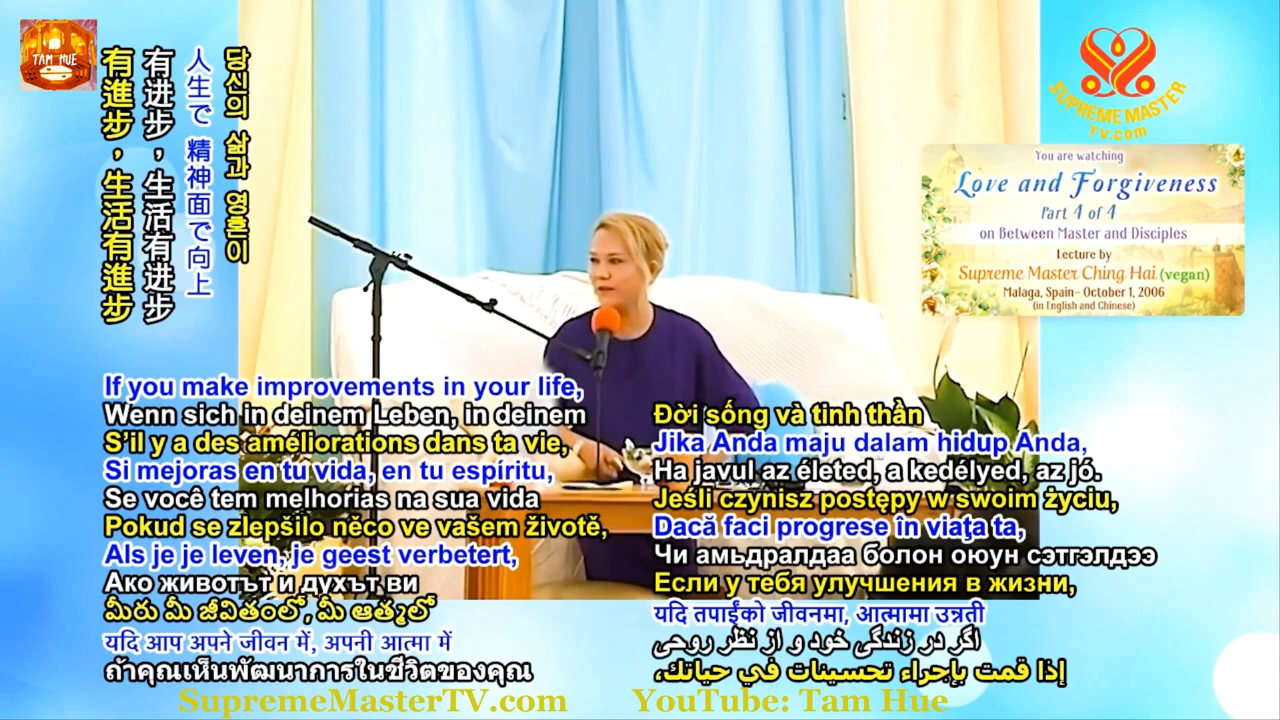 TAM HUE
有進步，生活有進步
有进步，生活有进步
人生で 精神面で向上
당신의 삶과 영혼이
SUPREME MASTER
TV.com
You are watching
Love and Forgiveness
Part 4 of 4
on Between Master and Disciples
Lecture by
Supreme Master Ching Hai (vegan)
Malaga, Spain– October 1, 2006
(in English and Chinese)
If you make improvements in your life,
Wenn sich in deinem Leben, in deinem
S'il y a des améliorations dans ta vie,
Si mejoras en tu vida, en tu espíritu,
Se você tem melhorias na sua vida
Pokud se zlepšilo něco ve vašem životě,
Als je je leven, je geest verbetert,
Ако животът и духът ви
మీరు మీ జీవితంలో, మీ ఆత్మలో
यदि आप अपने जीवन में, अपनी आत्मा में
ถ้าคุณเห็นพัฒนาการในชีวิตของคุณ
Đời sống và tinh thần
Jika Anda maju dalam hidup Anda,
Ha javul az életed, a kedélyed, az jó.
Jeśli czynisz postępy w swoim życiu,
Dacă faci progrese în viaţa ta,
Чи амьдралдаа болон оюун сэтгэлдээ
Если у тебя улучшения в жизни,
यदि तपाईंको जीवनमा, आत्मामा उन्नती
اگر در زندگی خود و از نظر روحی
إذا قمت بإجراء تحسينات في حياتك،
SupremeMasterTV.com
YouTube: Tam Hue